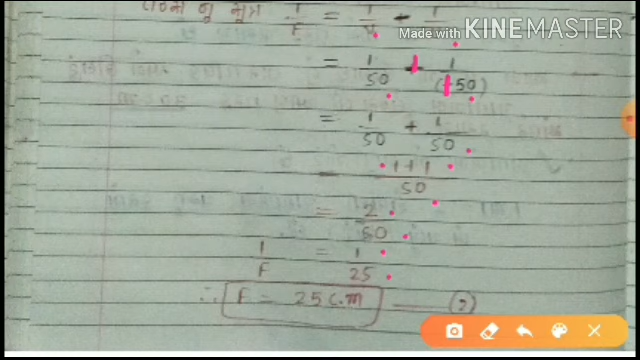 Made with KINEMASTER
1/F = 1/v - 1/
= 1/50 - 1/(-50)
= 1/50 + 1/50
= 1+1/50
= 2/50
1/F = 1/25
∴ F = 25 c.m —— (2)